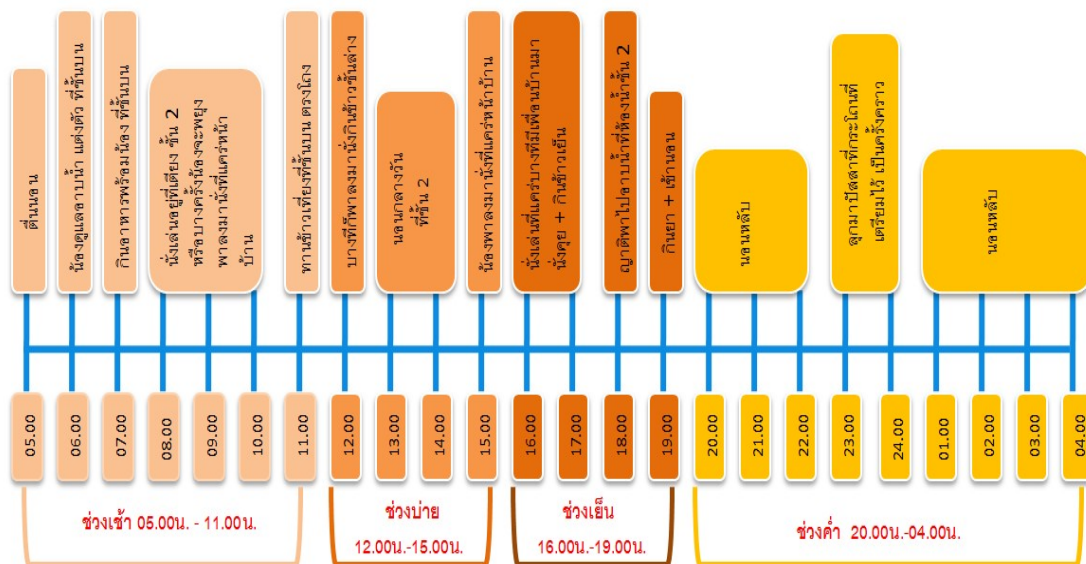 ตื่นนอน
น้องดูแลอาบน้ำ แต่งตัว ที่ชั้นบน
กินอาหารพร้อมน้อง ที่ชั้นบน
นั่งเล่นอยู่ที่เตียง ชั้น 2
หรือบางครั้งน้องจะพยุง
พาลงมานั่งที่แคร่หน้า
บ้าน
ทานข้าวเที่ยงที่ชั้นบน ตรงโถง
บางทีก็พาลงมานั่งกินข้าวชั้นล่าง
นอนกลางวัน
ที่ชั้น 2
น้องพาลงมานั่งที่แคร่หน้าบ้าน
นั่งเล่นที่แคร่บางทีมีเพื่อนบ้านมา
นั่งคุย + กินข้าวเย็น
ญาติพาไปอาบน้ำที่ห้องน้ำชั้น 2
กินยา + เข้านอน
นอนหลับ
ลุกมาปัสสาที่กระโถนที่
เตรียมไว้ เป็นครั้งคราว
นอนหลับ
05.00
06.00
07.00
08.00
09.00
10.00
11.00
12.00
13.00
14.00
15.00
16.00
17.00
18.00
19.00
20.00
21.00
22.00
23.00
24.00
01.00
02.00
03.00
04.00
ช่วงเช้า 05.00น. - 11.00น.
ช่วงบ่าย
12.00น.-15.00น.
ช่วงเย็น
16.00น.-19.00น.
ช่วงค่ำ 20.00น.-04.00น.